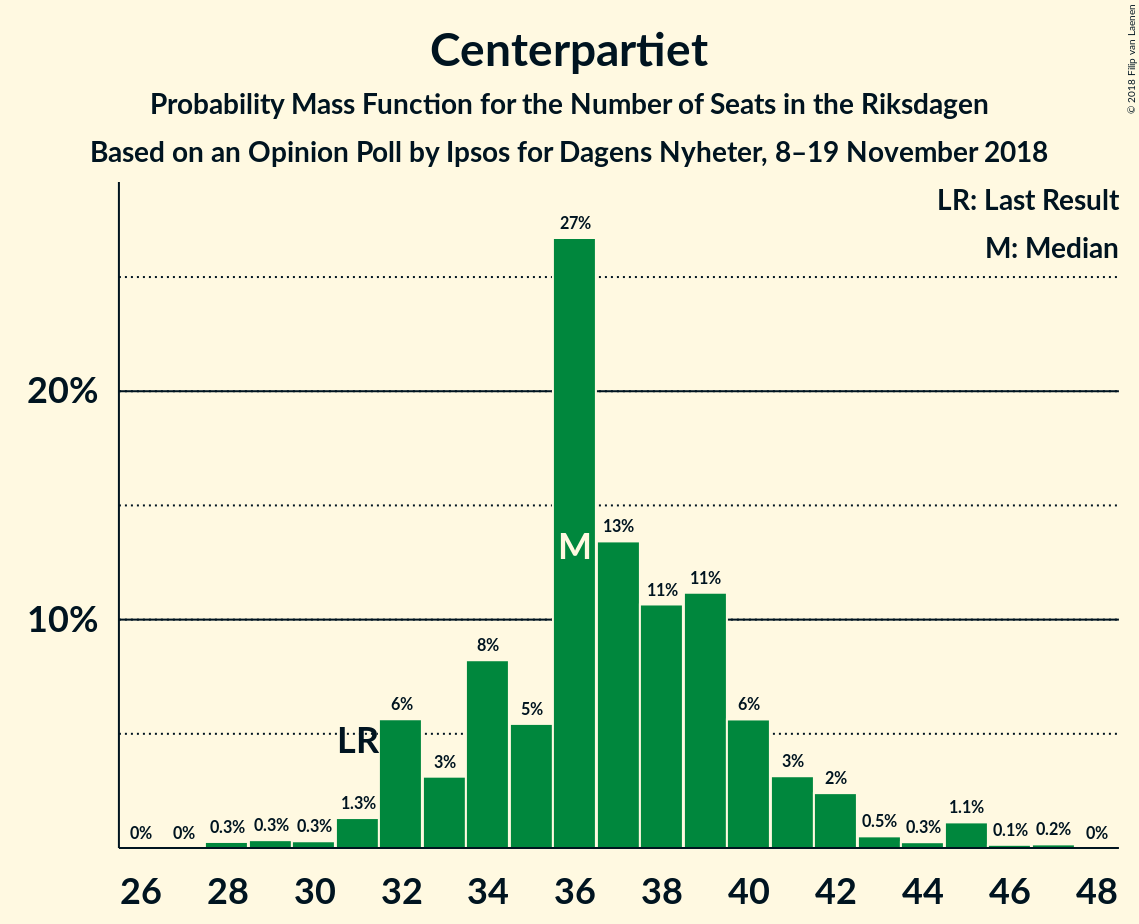 Centerpartiet
Probability Mass Function for the Number of Seats in the Riksdagen
Based on an Opinion Poll by Ipsos for Dagens Nyheter, 8–19 November 2018
© 2018 Filip van Laenen
LR: Last Result
M: Median
20%
10%
0%
0%
0.3%
0.3%
0.3%
1.3%
6%
3%
8%
5%
27%
13%
11%
11%
6%
3%
2%
0.5%
0.3%
1.1%
0.1%
0.2%
0%
LR
M
26 28 30 32 34 36 38 40 42 44 46 48